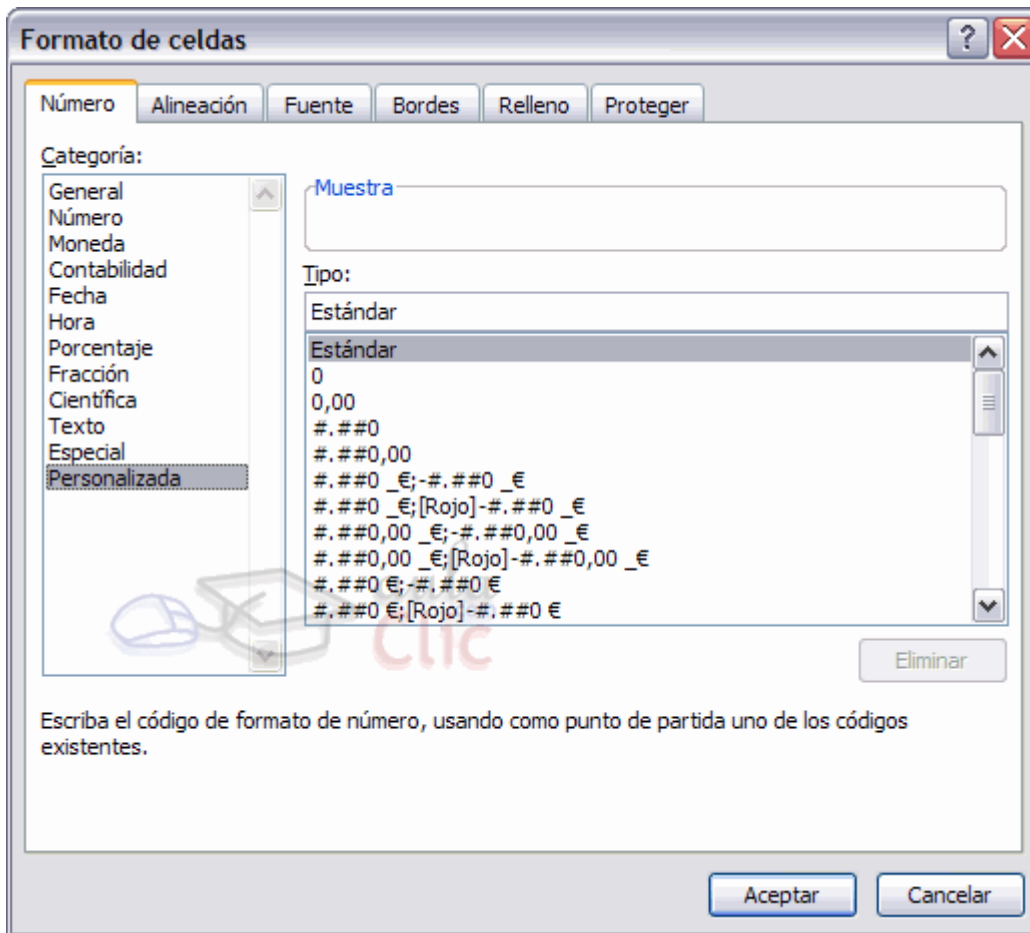 Formato de celdas
Número Alineación Fuente Bordes Relleno Proteger
Categoría:
General
Número
Moneda
Contabilidad
Fecha
Hora
Porcentaje
Fracción
Científica
Texto
Especial
Personalizada
Muestra
Tipo:
Estándar
Estándar
0
0,00
#.##0
#.##0,00
#.##0 _€;-#.##0 _€
#.##0 _€;[Rojo]-#.##0 _€
#.##0,00 _€;-#.##0,00 _€
#.##0,00 _€;[Rojo]-#.##0,00 _€
#.##0 €;-#.##0 €
#.##0 €;[Rojo]-#.##0 €
aula
Clic
Eliminar
Escriba el código de formato de número, usando como punto de partida uno de los códigos
existentes.
Aceptar Cancelar